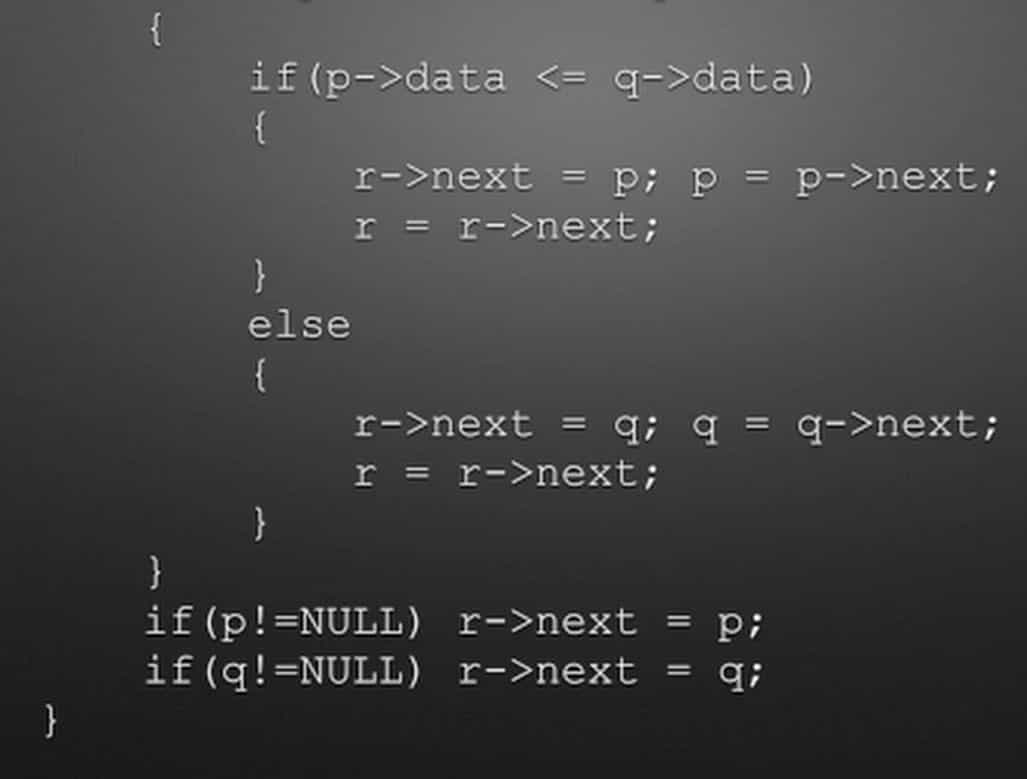 {
if(p->data <= q->data)
{
r->next = p; p = p->next;
r = r->next;
}
else
{
r->next = q; q = q->next;
r = r->next;
}
}
if(p!=NULL) r->next = p;
if(q!=NULL) r->next = q;
}